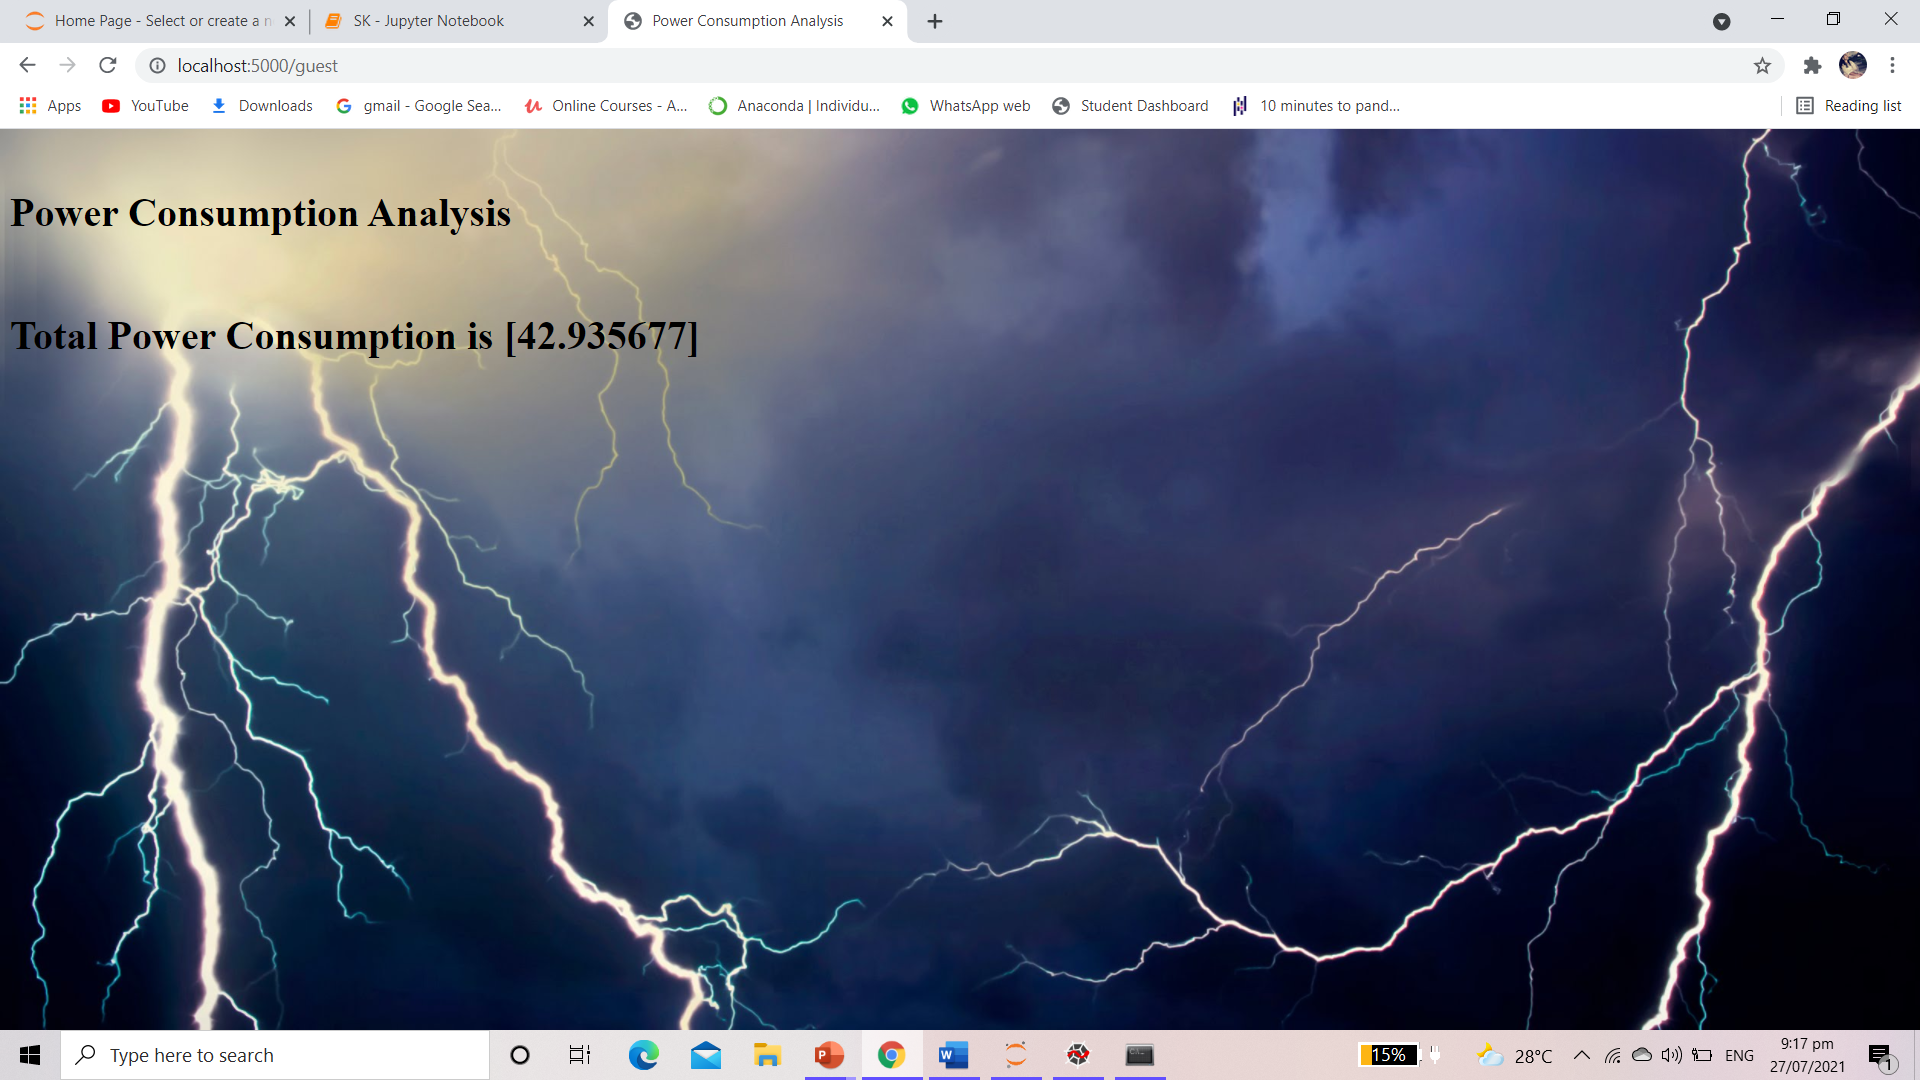 Home Page - Select or create a n
SK - Jupyter Notebook
Power Consumption Analysis
localhost:5000/guest
Apps
YouTube
Downloads
gmail - Google Sea...
Online Courses - A...
Anaconda | Individu...
WhatsApp web
Student Dashboard
10 minutes to pand...
Reading list
Power Consumption Analysis
Total Power Consumption is [42.935677]
Type here to search
15%
28°C
ENG
9:17 pm
27/07/2021
1